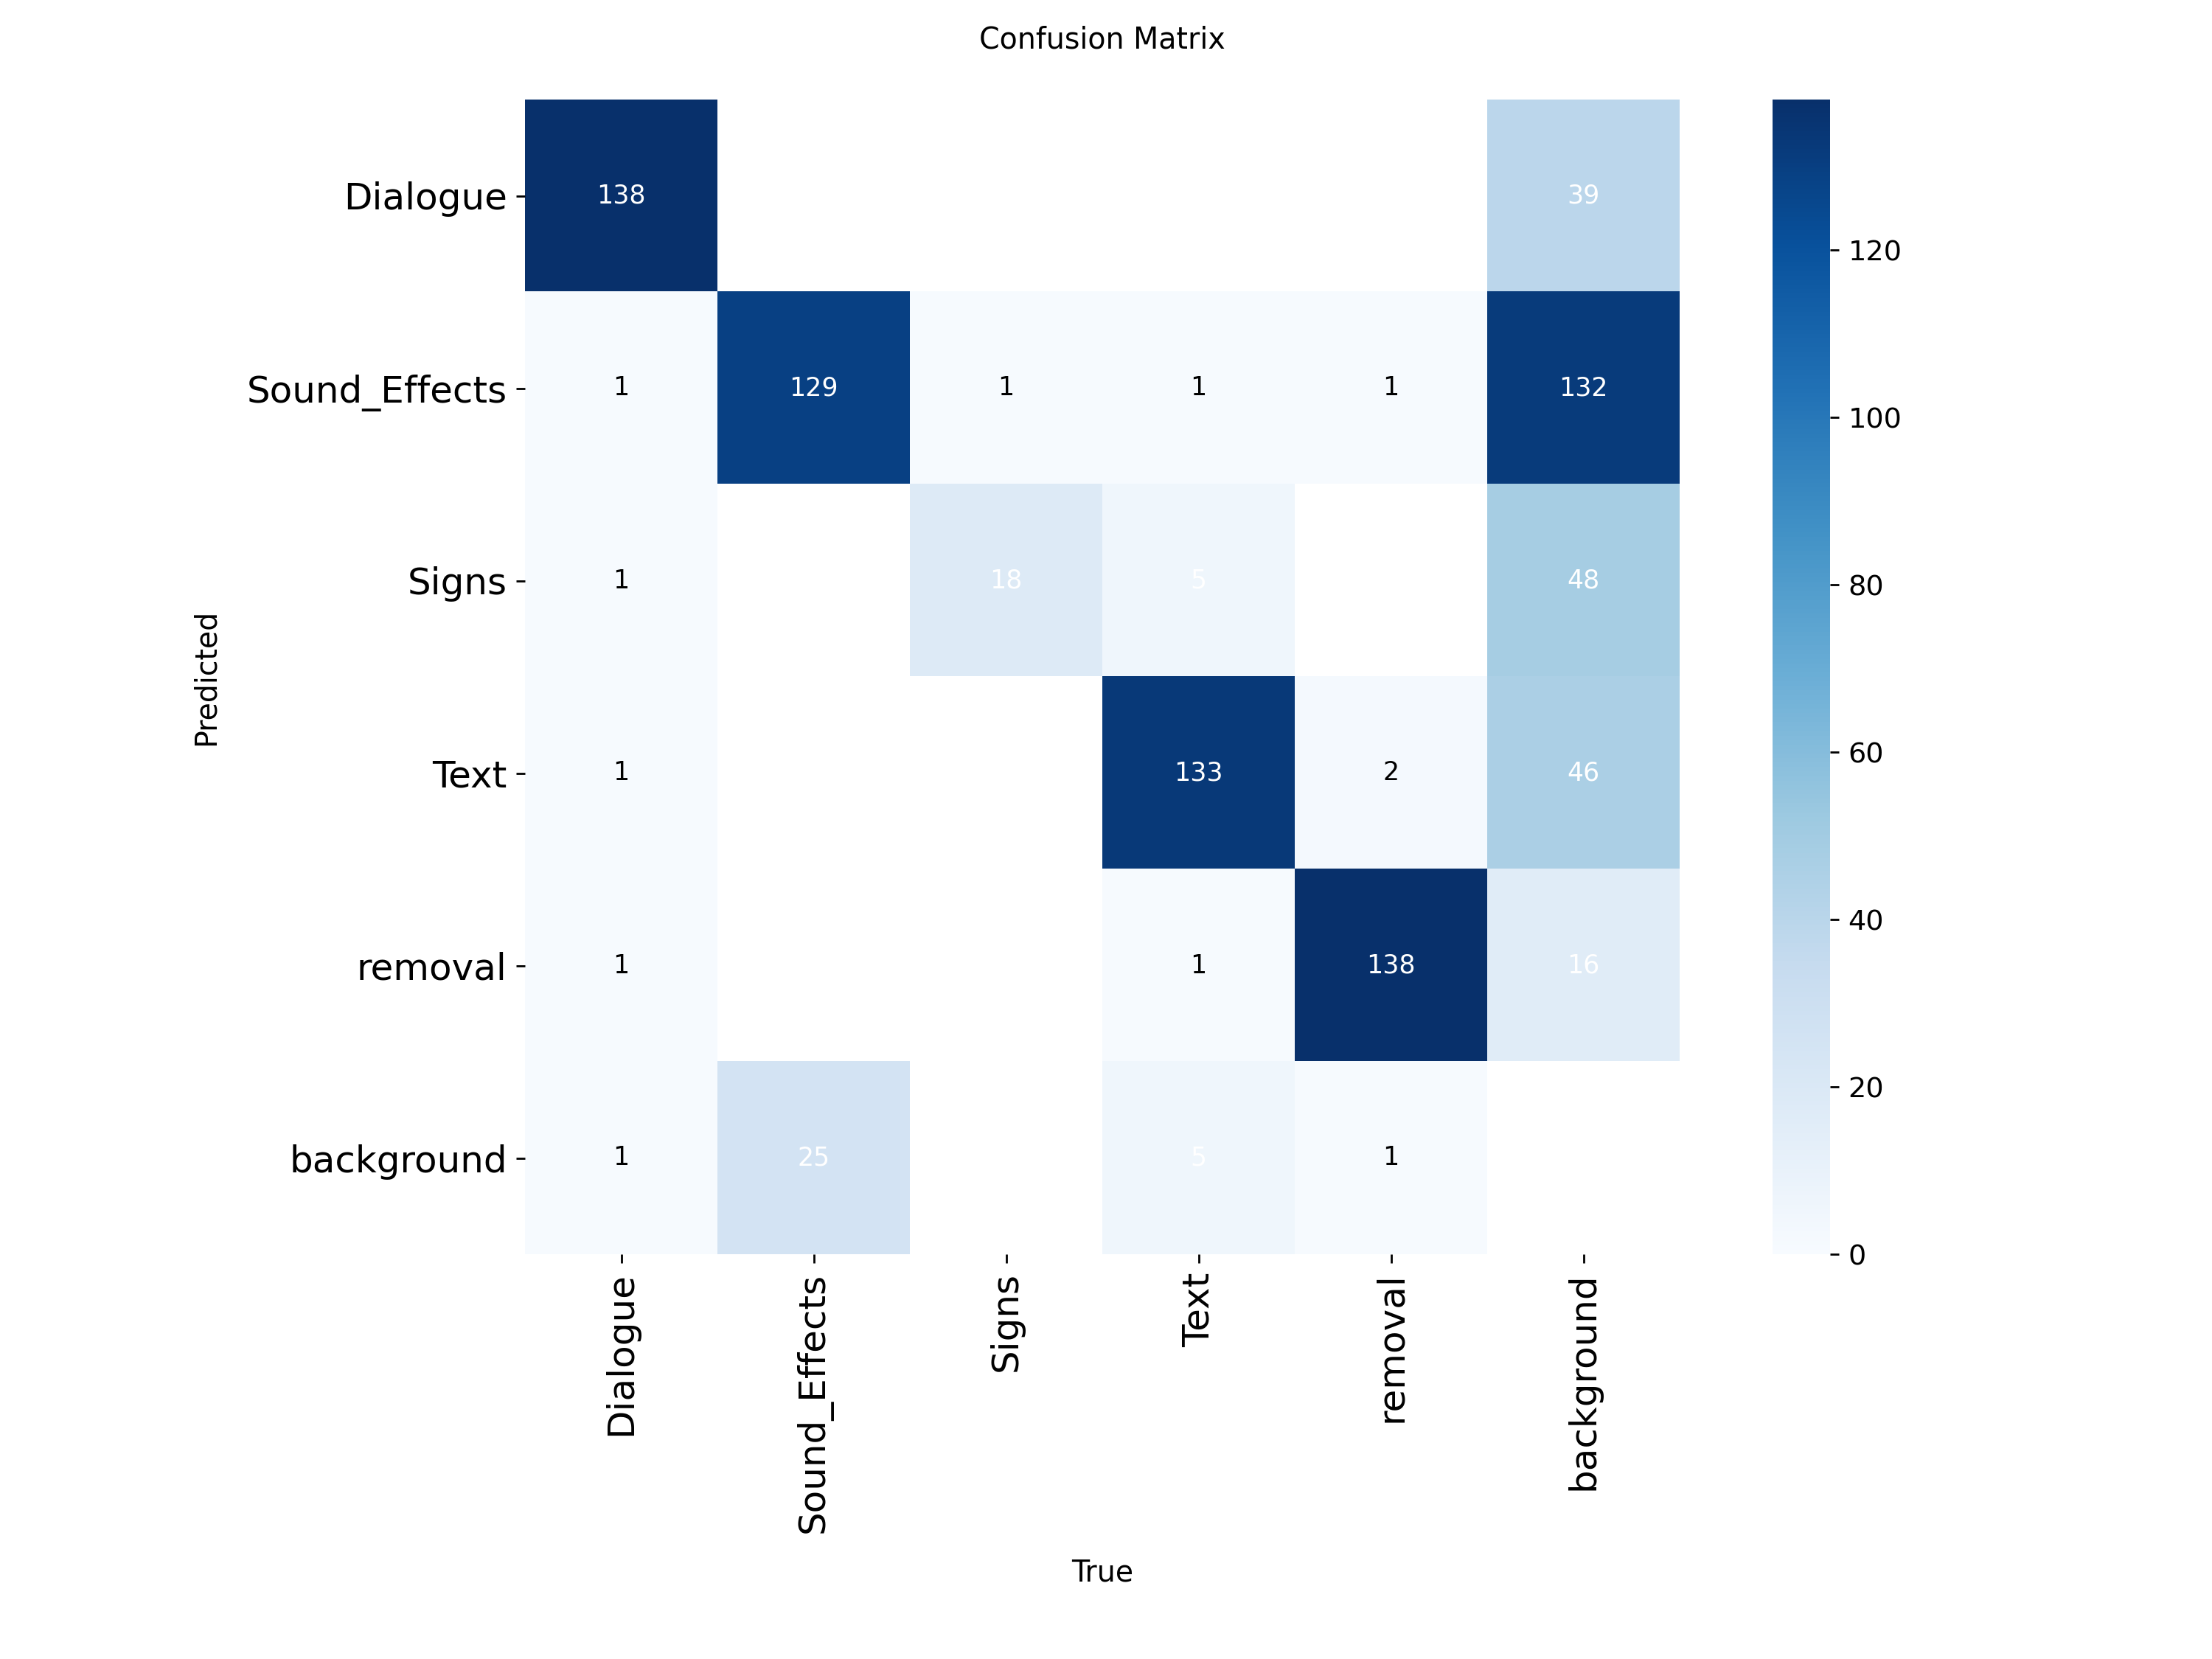 Confusion Matrix
Dialogue 138 39
Sound_Effects 1 129 1 1 1 132
Signs 1 18 5 48
Text 1 133 2 46
removal 1 1 138 16
background 1 25 5 1
Predicted
Dialogue
Sound_Effects
Signs
Text
removal
background
True
120
100
80
60
40
20
0